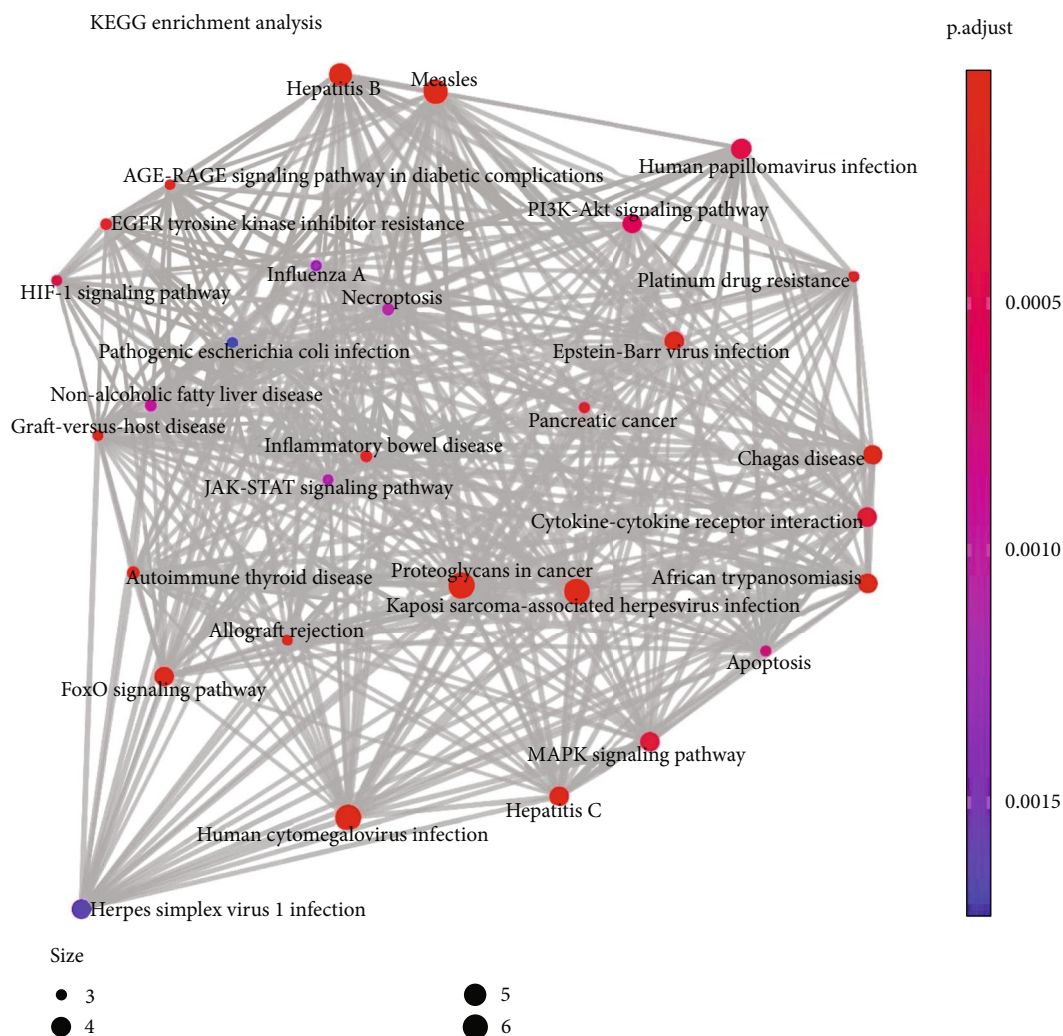 KEGG enrichment analysis
p.adjust
Hepatitis B
Measles
Human papillomavirus infection
AGE-RAGE signaling pathway in diabetic complications
PI3K-Akt signaling pathway
EGFR tyrosine kinase inhibitor resistance
Influenza A
Platinum drug resistance
HIF-1 signaling pathway
Necroptosis
0.00005
Pathogenic escherichia coli infection
Epstein-Barr virus infection
Non-alcoholic fatty liver disease
Pancreatic cancer
Graft-versus-host disease
Inflammatory bowel disease
Chagas disease
JAK-STAT signaling pathway
Cytokine-cytokine receptor interaction
0.0010
Proteoglycans in cancer
Autoimmune thyroid disease
African trypanosomiasis
Kaposi sarcoma-associated herpesvirus infection
Allograft rejection
Apoptosis
FoxO signaling pathway
MAPK signaling pathway
0.0015
Hepatitis C
Human cytomegalovirus infection
Herpes simplex virus 1 infection
Size
3
5
4
6